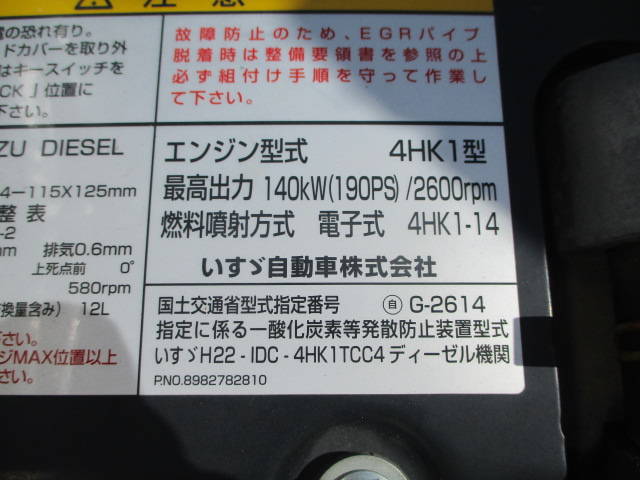 注意
電の恐れ有り。
ドカバーを取り外
はキースイッチを
CK」位置に
下さい。
故障防止のため、EGRパイプ
脱着時は整備要領書を参照の上
必ず組付け手順を守って作業し
て下さい。
ZU DIESEL
4-115X125mm
整 表
-2
mm 排気0.6mm
上死点前 0°
580rpm
換量含み) 12L
さい。
ジMAX位置以上
さい。
エンジン型式 4HK1型
最高出力 140kW(190PS)/2600rpm
燃料噴射方式 電子式 4HK1-14
いすゞ自動車株式会社
国土交通省型式指定番号 ㉂ G-2614
指定に係る一酸化炭素等発散防止装置型式
いすゞH22-IDC-4HK1TCC4ディーゼル機関
P.NO.8982782810